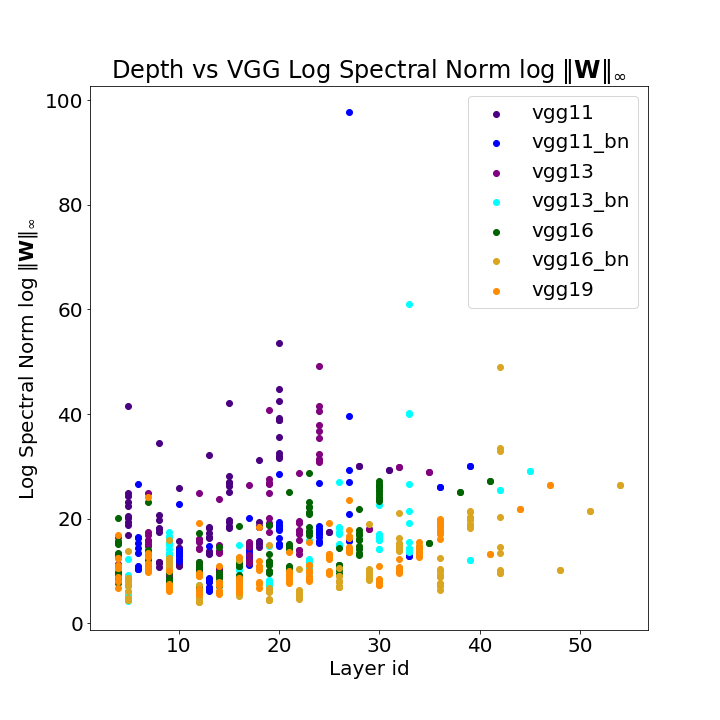 Depth vs VGG Log Spectral Norm log ‖W‖∞
100
80
60
40
20
0
Log Spectral Norm log ‖W‖∞
10 20 30 40 50
Layer id
vgg11
vgg11_bn
vgg13
vgg13_bn
vgg16
vgg16_bn
vgg19